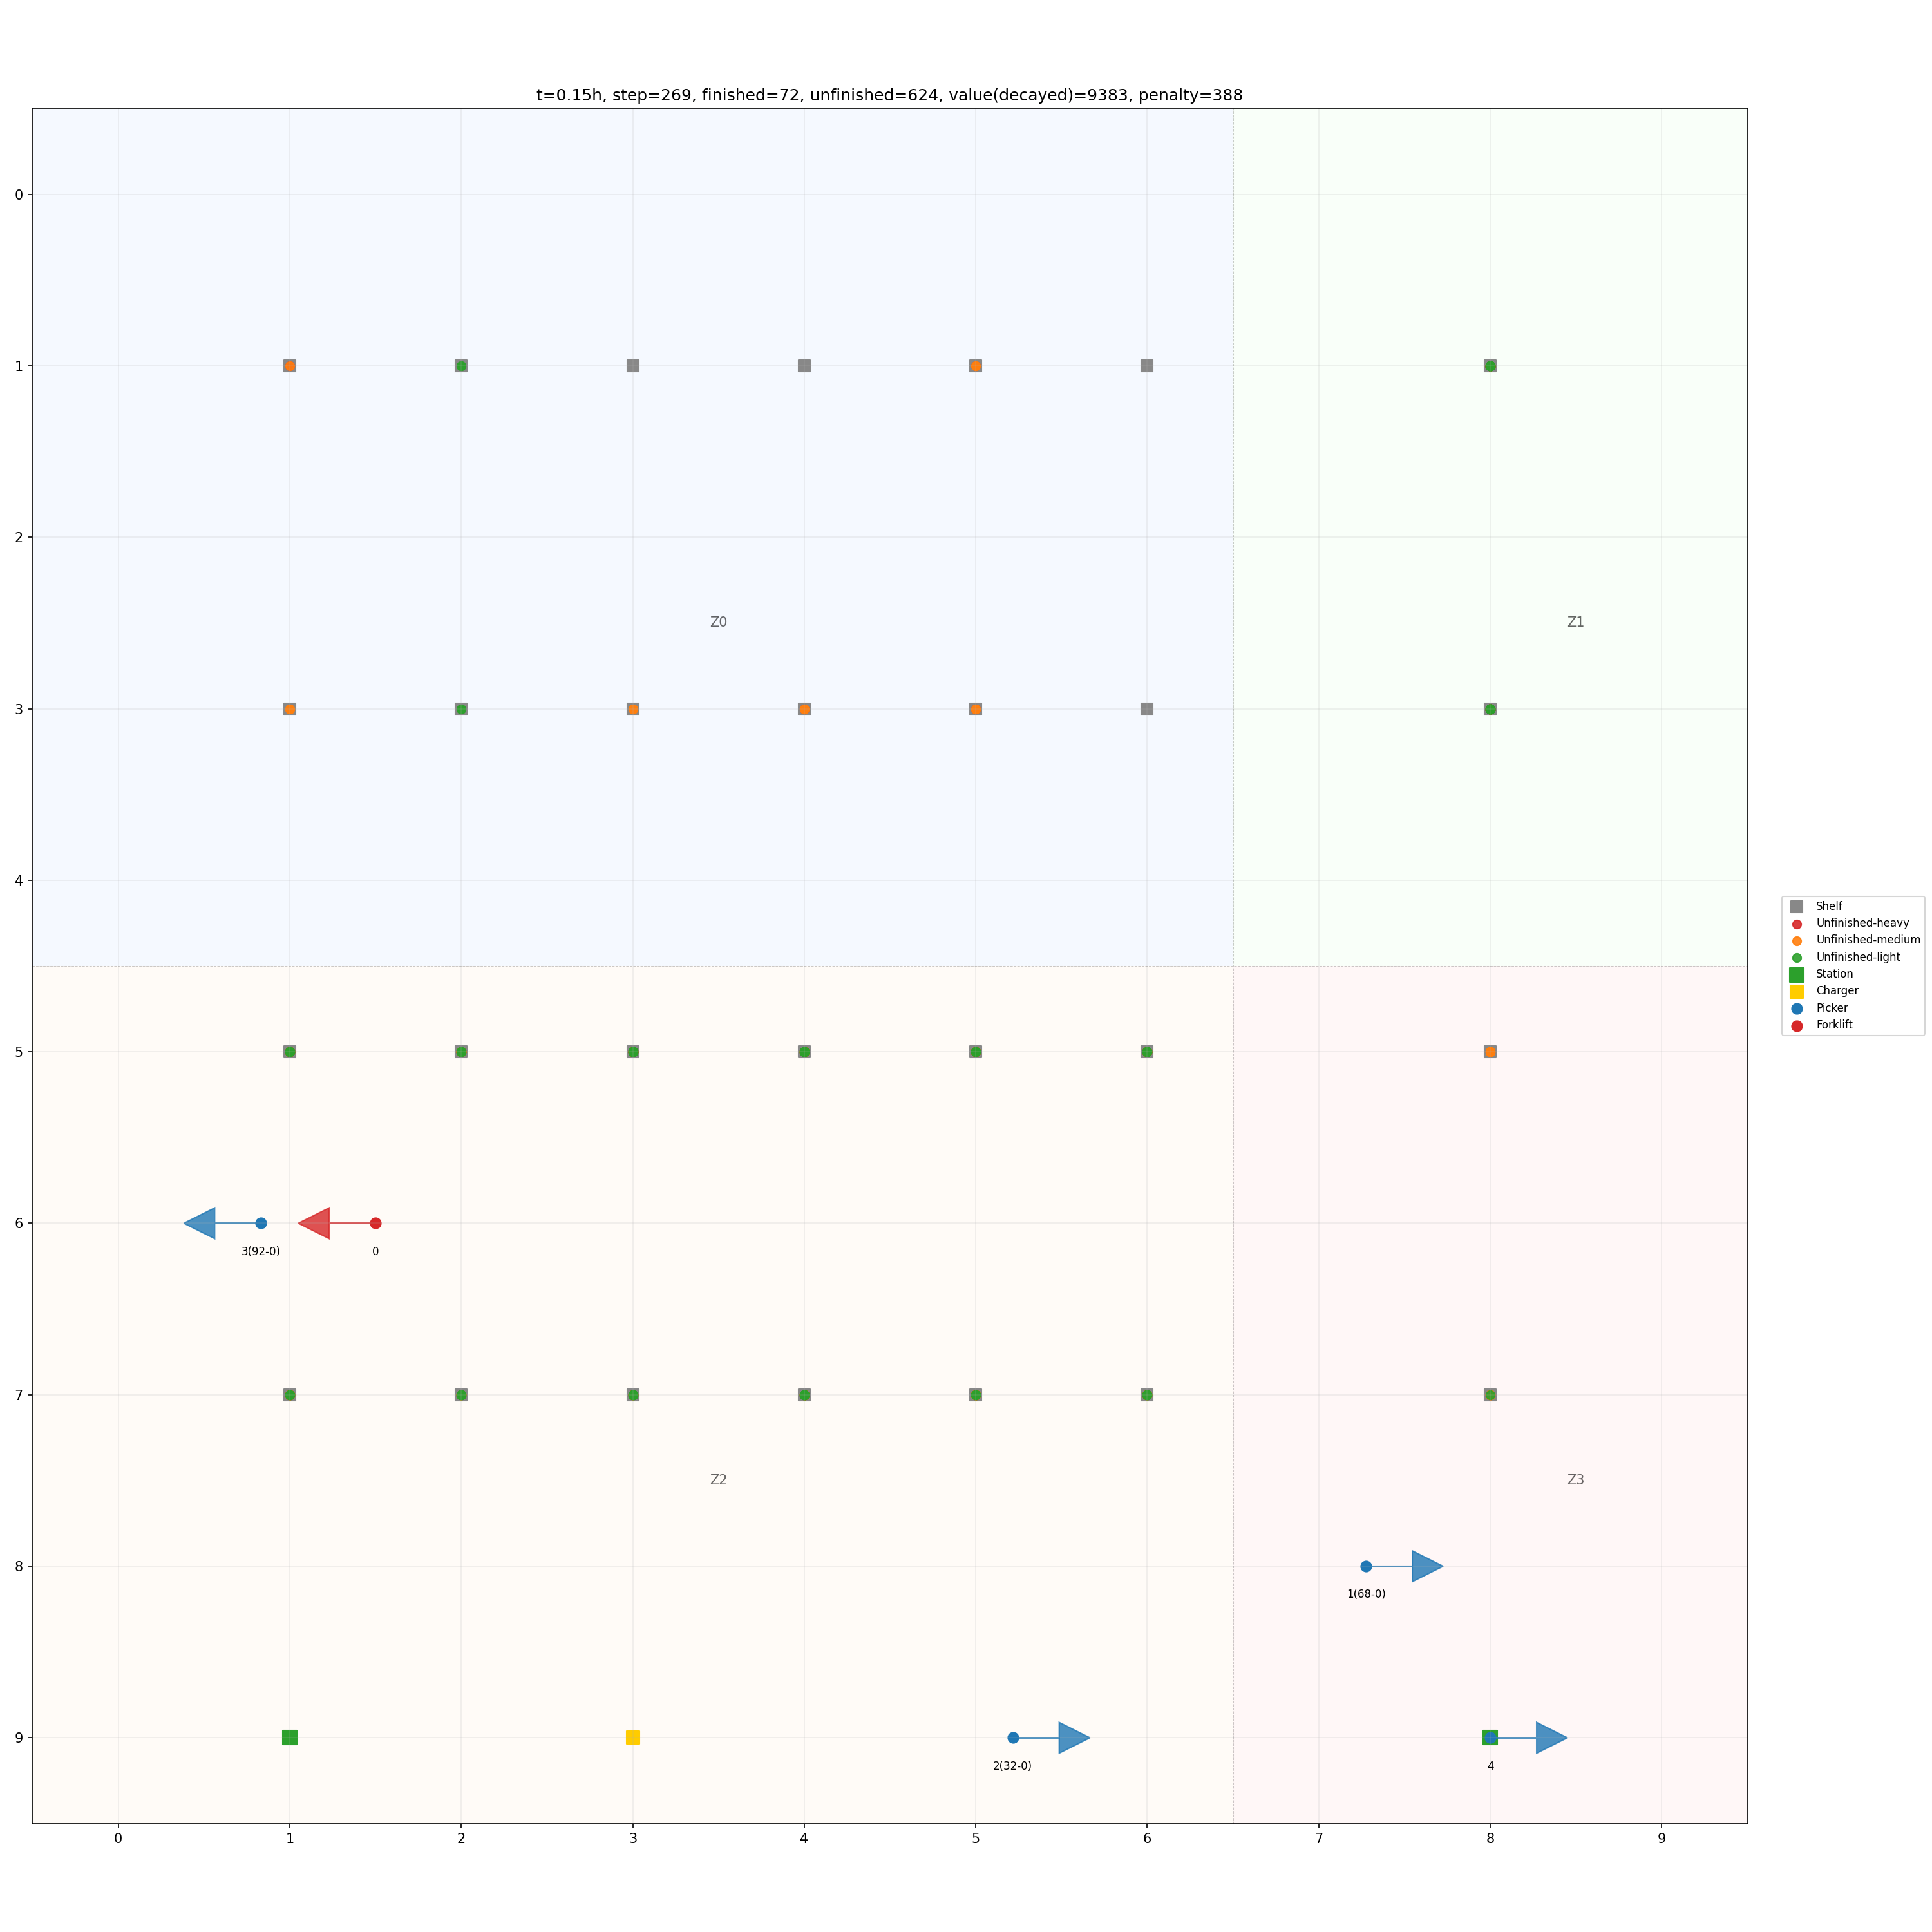 t=0.15h, step=269, finished=72, unfinished=624, value(decayed)=9383, penalty=388
0
1
2
Z0
Z1
3
4
Shelf
Unfinished-heavy
Unfinished-medium
Unfinished-light
Station
Charger
Picker
Forklift
5
6
3(92-0)
0
7
Z2
Z3
8
1(68-0)
9
2(32-0)
4
0 1 2 3 4 5 6 7 8 9